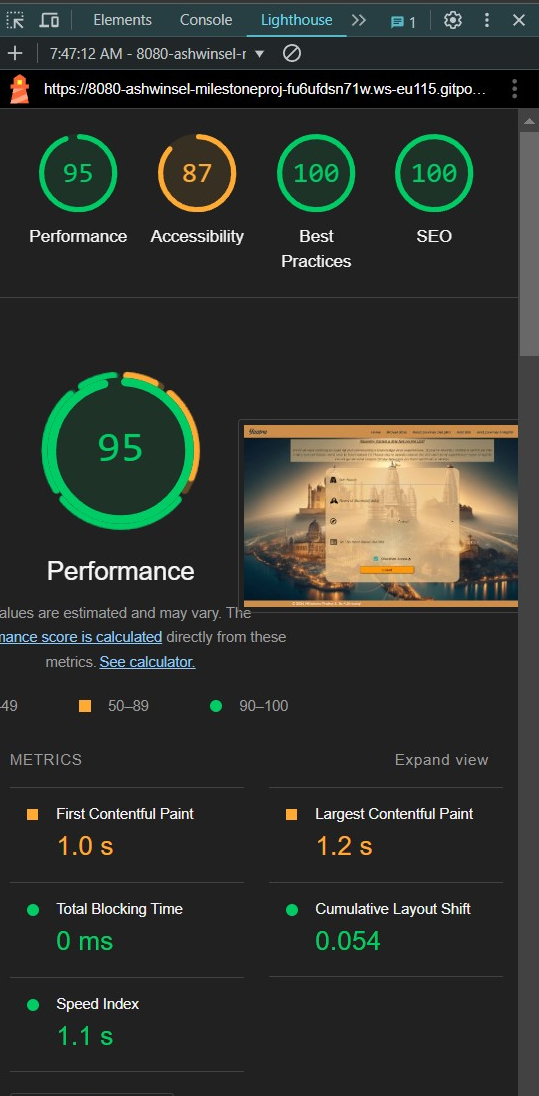 Elements Console Lighthouse 1
7:47:12 AM - 8080-ashwinsel-r
https://8080-ashwinsel-milestoneproj-fu6ufdsn71w.ws-eu115.gitpo…
95 87 100 100
Performance Accessibility Best Practices SEO
95
Performance
alues are estimated and may vary. The
mance score is calculated directly from these
metrics. See calculator.
-49 50–89 90–100
METRICS Expand view
First Contentful Paint Largest Contentful Paint
1.0 s 1.2 s
Total Blocking Time Cumulative Layout Shift
0 ms 0.054
Speed Index
1.1 s